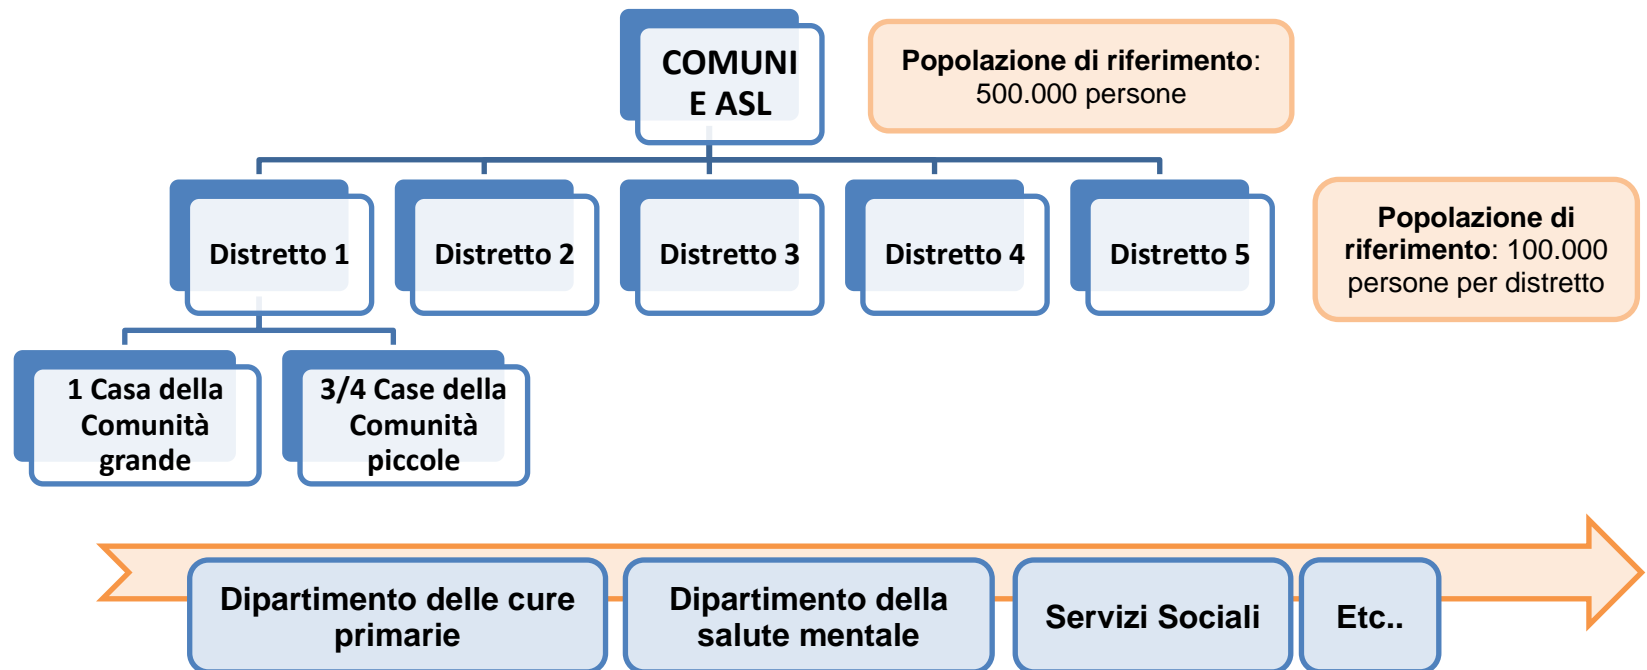 COMUNI
E ASL
Popolazione di riferimento:
500.000 persone
Distretto 1
Distretto 2
Distretto 3
Distretto 4
Distretto 5
Popolazione di
riferimento: 100.000
persone per distretto
1 Casa della
Comunità
grande
3/4 Case della
Comunità
piccole
Dipartimento delle cure
primarie
Dipartimento della
salute mentale
Servizi Sociali
Etc..